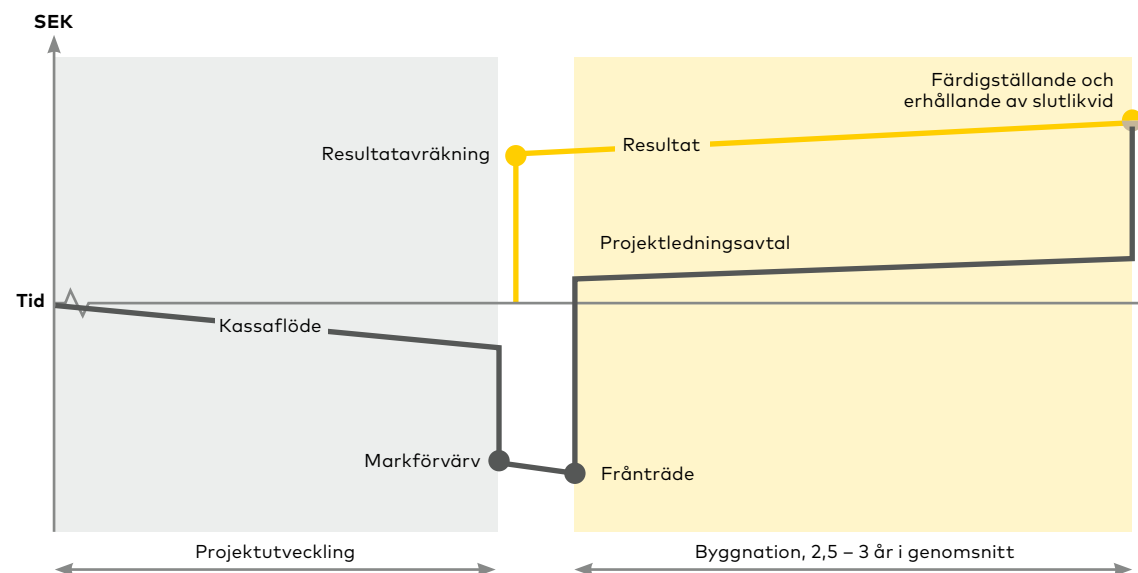 SEK
Färdigställande och
erhållande av slutlikvid
Resultatavräkning
Resultat
Projektledningsavtal
Tid
Kassaflöde
Markförvärv
Frånträde
Projektutveckling
Byggnation, 2,5 – 3 år i genomsnitt